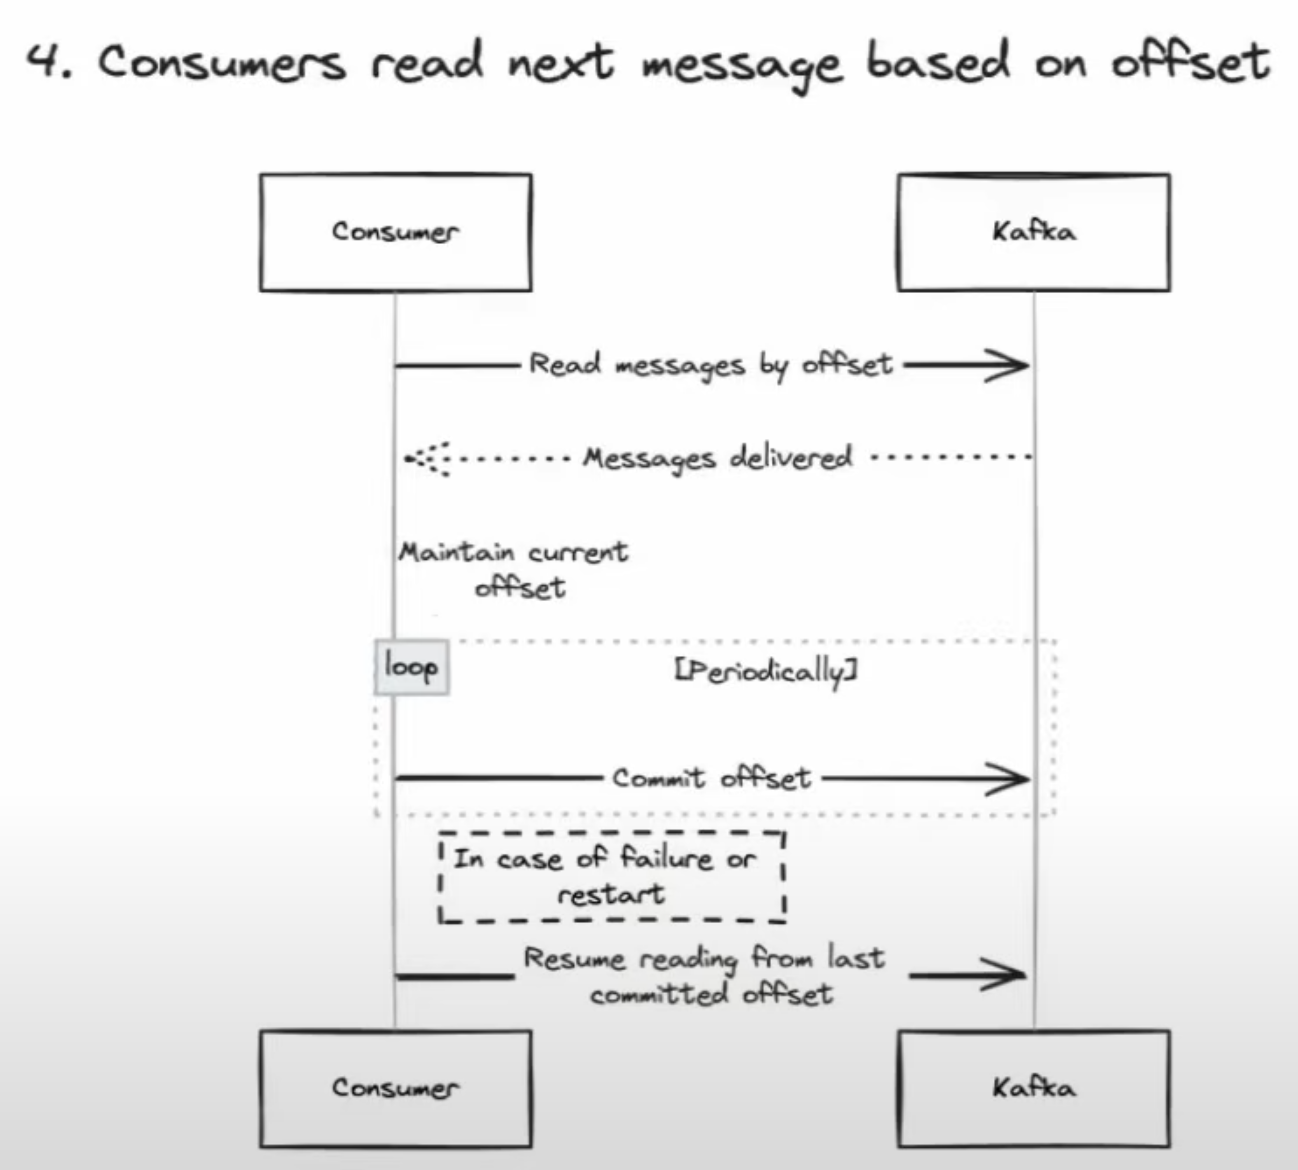 4. Consumers read next message based on offset
Consumer
Kafka
Read messages by offset
Messages delivered
Maintain current
offset
loop
[Periodically]
Commit offset
In case of failure or
restart
Resume reading from last
committed offset
Consumer
Kafka